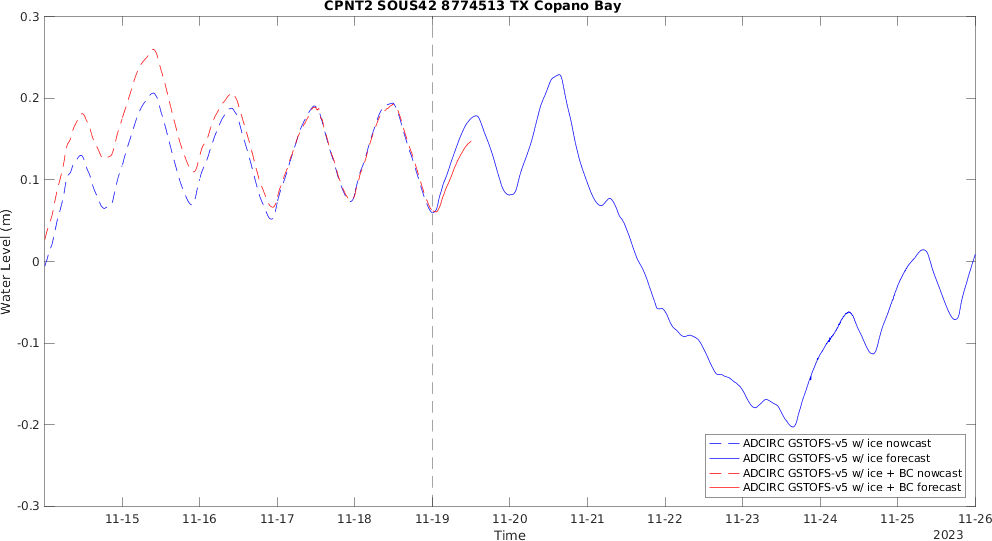 CPNT2 SOUS42 8774513 TX Copano Bay
0.3
0.2
0.1
0
-0.1
-0.2
-0.3
Water Level (m)
11-15
11-16
11-17
11-18
11-19
11-20
11-21
11-22
11-23
11-24
11-25
11-26
Time
2023
ADCIRC GSTOFS-v5 w/ ice nowcast
ADCIRC GSTOFS-v5 w/ ice forecast
ADCIRC GSTOFS-v5 w/ ice + BC nowcast
ADCIRC GSTOFS-v5 w/ ice + BC forecast